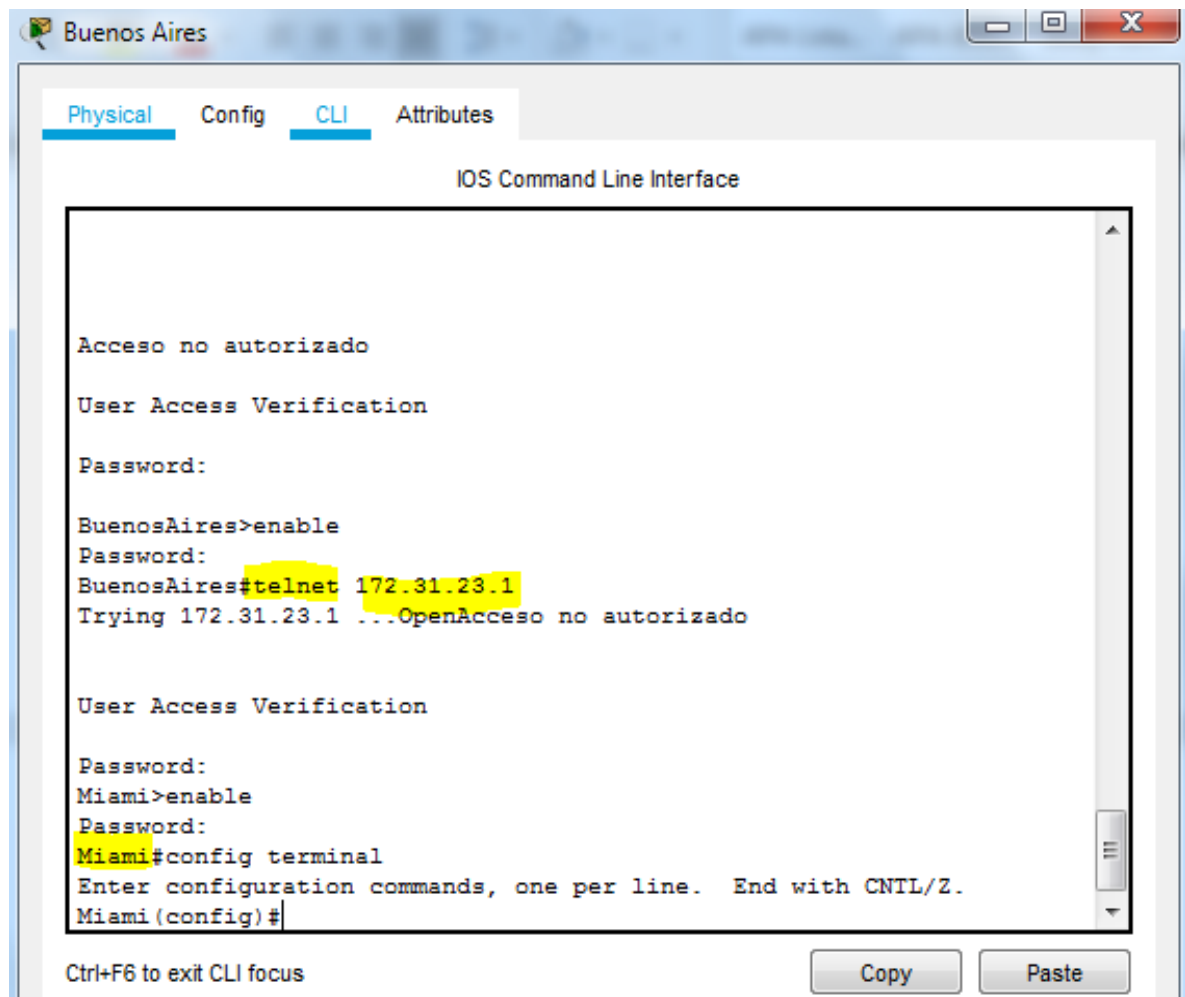 Buenos Aires
Physical Config CLI Attributes
IOS Command Line Interface
Acceso no autorizado
User Access Verification
Password:
BuenosAires>enable
Password:
BuenosAires#telnet 172.31.23.1
Trying 172.31.23.1 ...OpenAcceso no autorizado
User Access Verification
Password:
Miami>enable
Password:
Miami#config terminal
Enter configuration commands, one per line.  End with CNTL/Z.
Miami(config)#
Ctrl+F6 to exit CLI focus
Copy Paste